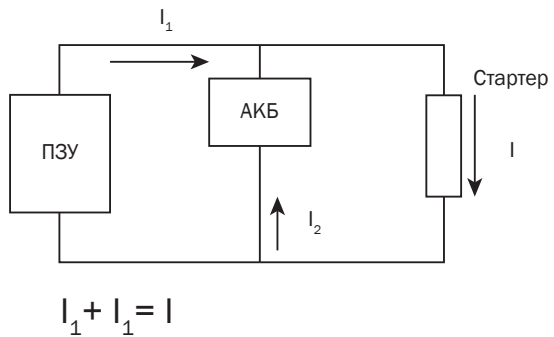 I₁
Стартер
АКБ
ПЗУ
I
I₂
I₁ + I₁ = I